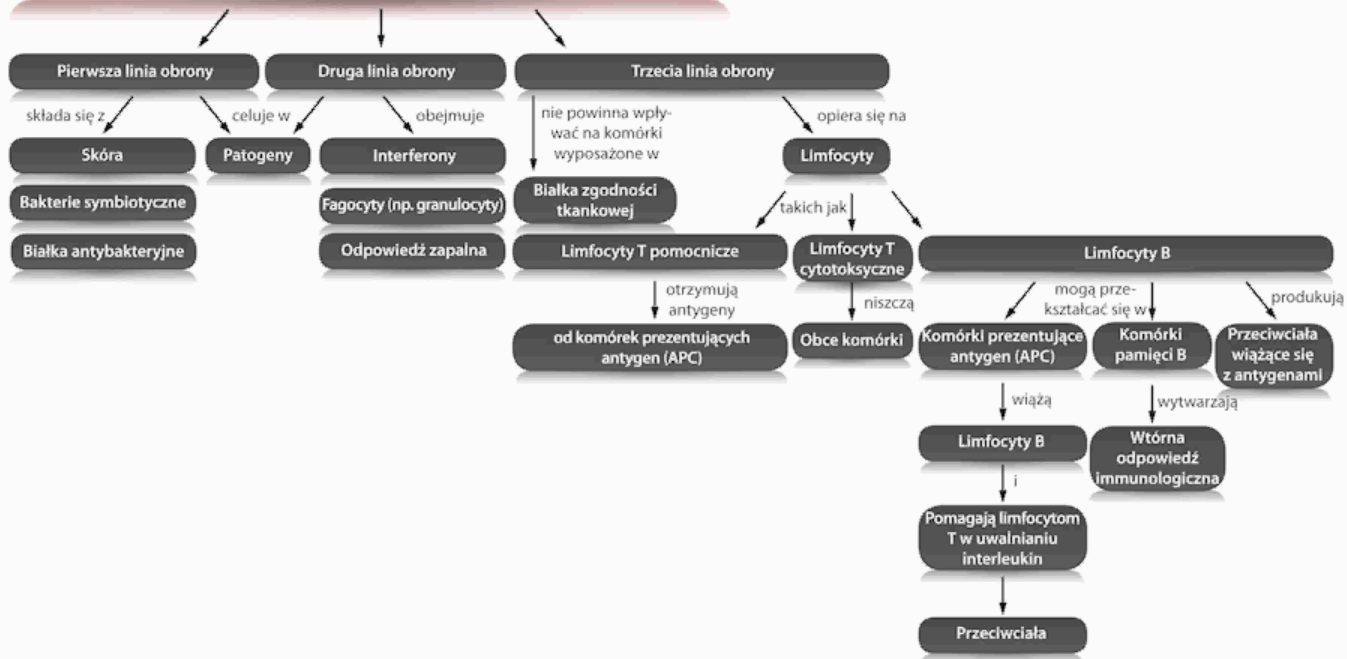 Pierwsza linia obrony
Druga linia obrony
Trzecia linia obrony
składa się z
celuje w
obejmuje
nie powinna wpły-
wać na komórki
wyposażone w
opiera się na
Skóra
Patogeny
Interferony
Limfocyty
Bakterie symbiotyczne
Fagocyty (np. granulocyty)
Białka zgodności
tkankowej
takich jak
Białka antybakteryjne
Odpowiedź zapalna
Limfocyty T pomocnicze
Limfocyty T
cytotoksyczne
Limfocyty B
otrzymują
antygeny
niszczą
mogą prze-
kształcać się w
produkują
od komórek prezentujących
antygen (APC)
Obce komórki
Komórki prezentujące
antygen (APC)
Komórki
pamięci B
Przeciwciała
wiążące się
z antygenami
wiążą
wytwarzają
Limfocyty B
Wtórna
odpowiedź
immunologiczna
i
Pomagają limfocytom
T w uwalnianiu
interleukin
Przeciwciała